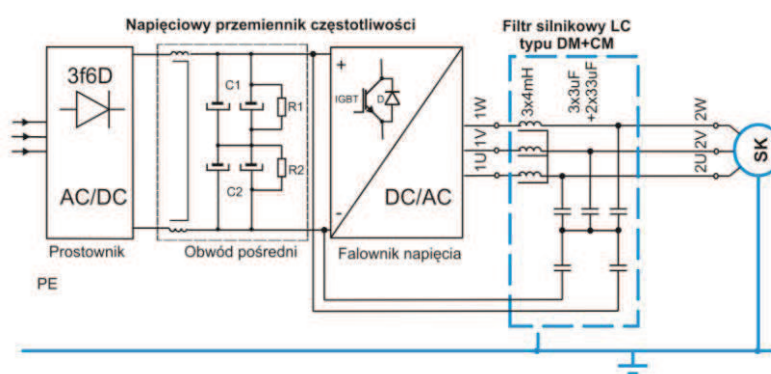 Napięciowy przemiennik częstotliwości
Filtr silnikowy LC
typu DM+CM
3f6D
AC/DC
Prostownik
C1
R1
C2
R2
Obwód pośredni
+
IGBT
D
-
DC/AC
Falownik napięcia
1W
1V
1U
3x4mH
3x3uF
+2x33uF
2W
2V
2U
SK
PE